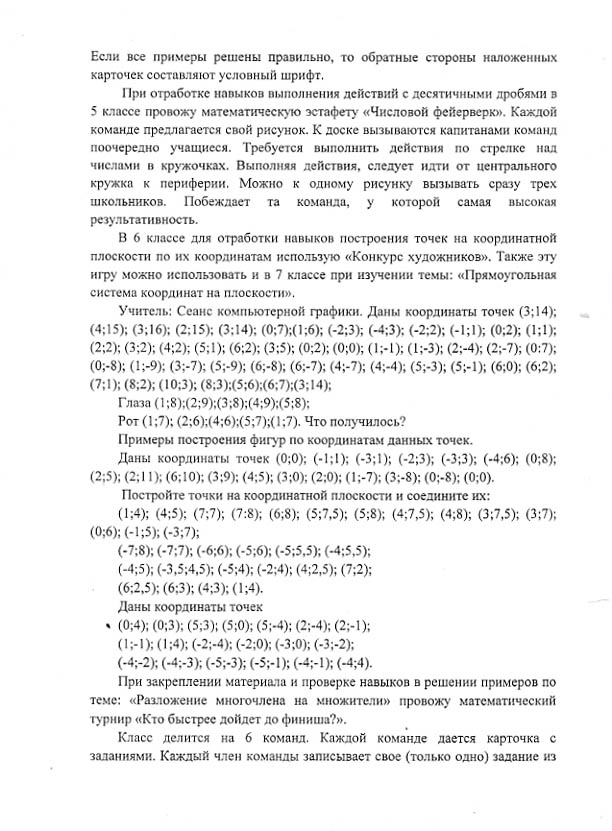 Если все примеры решены правильно, то обратные стороны наложенных
карточек составляют условный шрифт.
При отработке навыков выполнения действий с десятичными дробями в
5 классе провожу математическую эстафету «Числовой фейерверк». Каждой
команде предлагается свой рисунок. К доске вызываются капитанами команд
поочередно учащиеся. Требуется выполнить действия по стрелке над
числами в кружочках. Выполняя действия, следует идти от центрального
кружка к периферии. Можно к одному рисунку вызывать сразу трех
школьников. Побеждает та команда, у которой самая высокая
результативность.
В 6 классе для отработки навыков построения точек на координатной
плоскости по их координатам использую «Конкурс художников». Также эту
игру можно использовать и в 7 классе при изучении темы: «Прямоугольная
система координат на плоскости».
Учитель: Сеанс компьютерной графики. Даны координаты точек (3;14);
(4;15); (3;16); (2;15); (3;14); (0;7);(1;6); (-2;3); (-4;3); (-2;2); (-1;1); (0;2); (1;1);
(2;2); (3;2); (4;2); (5;1); (6;2); (3;5); (0;2); (0;0); (1;-1); (1;-3); (2;-4); (2;-7); (0:7);
(0;-8); (1;-9); (3;-7); (5;-9); (6;-8); (6;-7); (4;-7); (4;-4); (5;-3); (5;-1); (6;0); (6;2);
(7;1); (8;2); (10;3); (8;3);(5;6);(6;7);(3;14);
Глаза (1;8);(2;9);(3;8);(4;9);(5;8);
Рот (1;7); (2;6);(4;6);(5;7);(1;7). Что получилось?
Примеры построения фигур по координатам данных точек.
Даны координаты точек (0;0); (-1;1); (-3;1); (-2;3); (-3;3); (-4;6); (0;8);
(2;5); (2;11); (6;10); (3;9); (4;5); (3;0); (2;0); (1;-7); (3;-8); (0;-8); (0;0).
Постройте точки на координатной плоскости и соедините их:
(1;4); (4;5); (7;7); (7:8); (6;8); (5;7,5); (5;8); (4;7,5); (4;8); (3;7,5); (3;7);
(0;6); (-1;5); (-3;7);
(-7;8); (-7;7); (-6;6); (-5;6); (-5;5,5); (-4;5,5);
(-4;5); (-3,5;4,5); (-5;4); (-2;4); (4;2,5); (7;2);
(6;2,5); (6;3); (4;3); (1;4).
Даны координаты точек
(0;4); (0;3); (5;3); (5;0); (5;-4); (2;-4); (2;-1);
(1;-1); (1;4); (-2;-4); (-2;0); (-3;0); (-3;-2);
(-4;-2); (-4;-3); (-5;-3); (-5;-1); (-4;-1); (-4;4).
При закреплении материала и проверке навыков в решении примеров по
теме: «Разложение многочлена на множители» провожу математический
турнир «Кто быстрее дойдет до финиша?».
Класс делится на 6 команд. Каждой команде дается карточка с
заданиями. Каждый член команды записывает свое (только одно) задание из